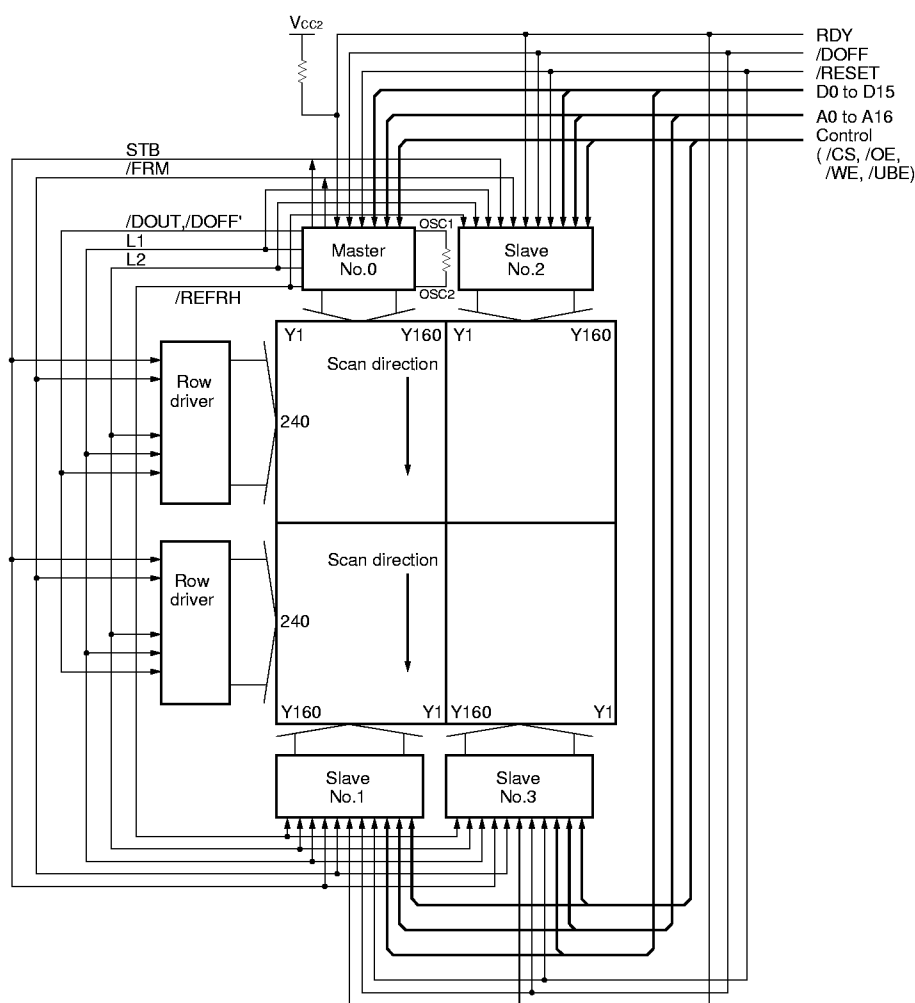 VCC2
RDY
/DOFF
/RESET
D0 to D15
A0 to A16
Control
( /CS, /OE,
/WE, /UBE)
STB
/FRM
/DOUT,/DOFF'
L1
L2
/REFRH
OSC1
OSC2
Master
No.0
Slave
No.2
Y1
Y160
Y1
Y160
Scan direction
Row
driver
240
Scan direction
Row
driver
240
Y160
Y1
Y160
Y1
Slave
No.1
Slave
No.3